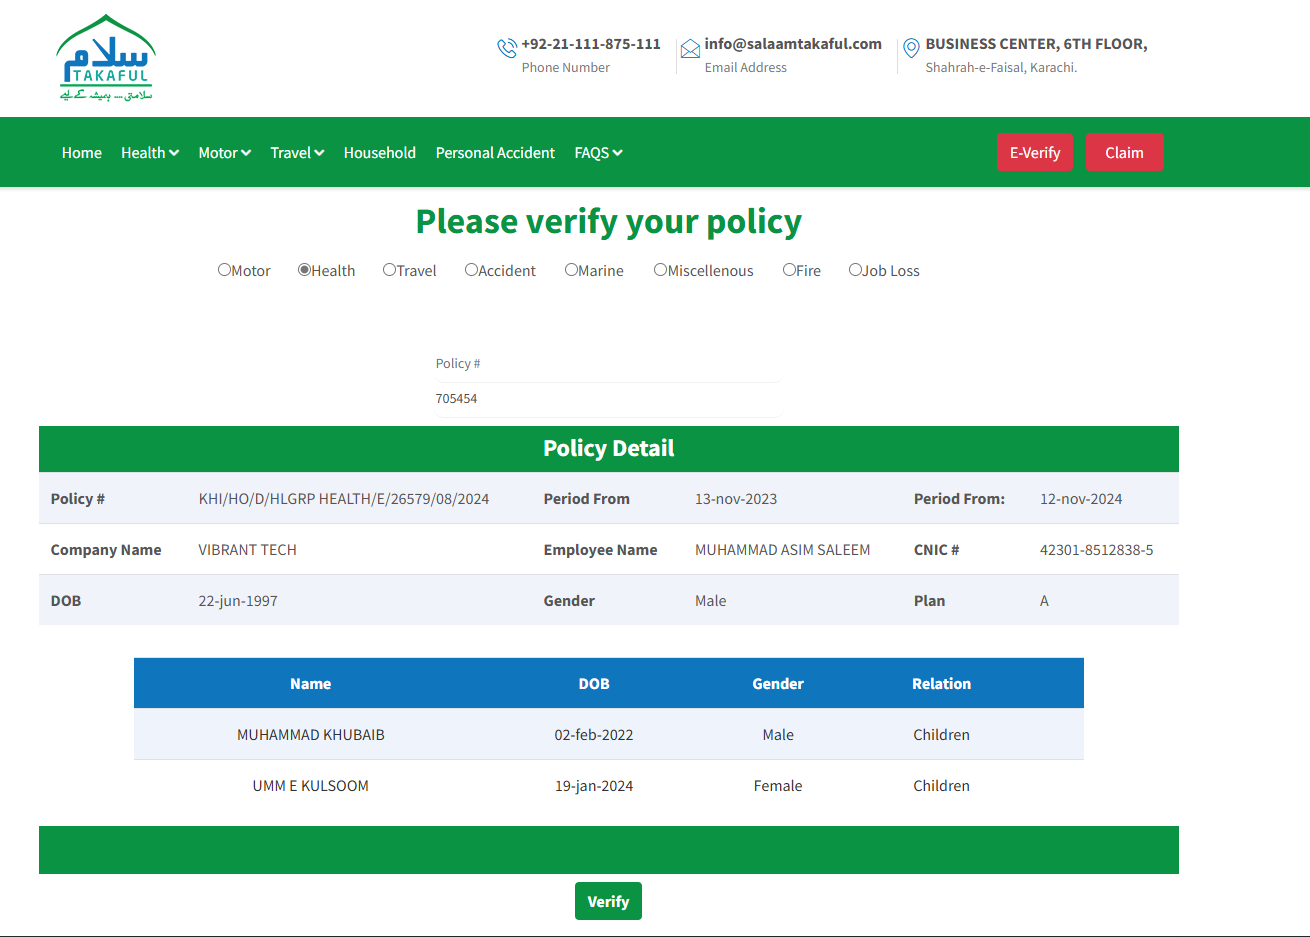 سلام
TAKAFUL
سلامتی .... ہمیشہ کے لیے
+92-21-111-875-111
Phone Number
info@salaamtakaful.com
Email Address
BUSINESS CENTER, 6TH FLOOR,
Shahrah-e-Faisal, Karachi.
Home Health Motor Travel Household Personal Accident FAQS E-Verify Claim
Please verify your policy
Motor Health Travel Accident Marine Miscellenous Fire Job Loss
Policy #
705454
Policy Detail
Policy # KHI/HO/D/HLGRP HEALTH/E/26579/08/2024 Period From 13-nov-2023 Period From: 12-nov-2024
Company Name VIBRANT TECH Employee Name MUHAMMAD ASIM SALEEM CNIC # 42301-8512838-5
DOB 22-jun-1997 Gender Male Plan A
Name DOB Gender Relation
MUHAMMAD KHUBAIB 02-feb-2022 Male Children
UMM E KULSOOM 19-jan-2024 Female Children
Verify